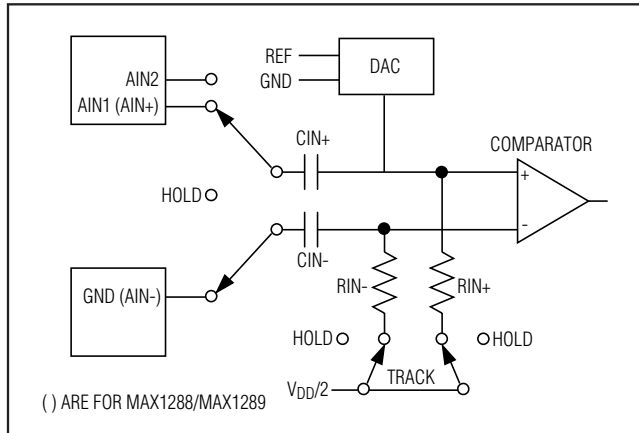 REF
GND
DAC
AIN2
AIN1 (AIN+)
CIN+
COMPARATOR
+
-
HOLD
CIN-
GND (AIN-)
RIN-
RIN+
HOLD
HOLD
TRACK
VDD/2
( ) ARE FOR MAX1288/MAX1289